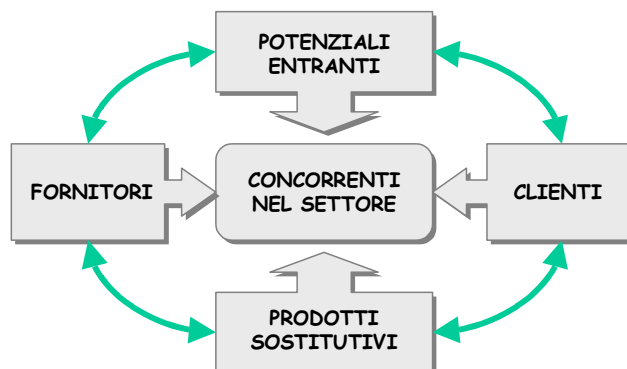 POTENZIALI
ENTRANTI
FORNITORI
CONCORRENTI
NEL SETTORE
CLIENTI
PRODOTTI
SOSTITUTIVI